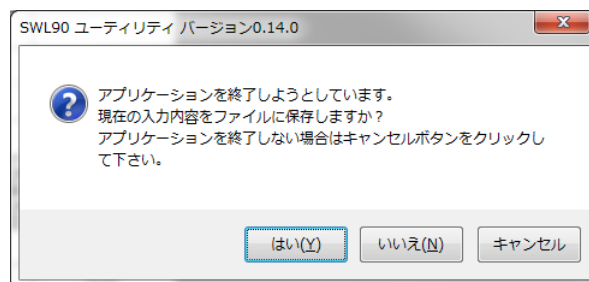 SWL90 ユーティリティ バージョン0.14.0
アプリケーションを終了しようとしています。
現在の入力内容をファイルに保存しますか？
アプリケーションを終了しない場合はキャンセルボタンをクリックし
て下さい。
はい(Y) いいえ(N) キャンセル